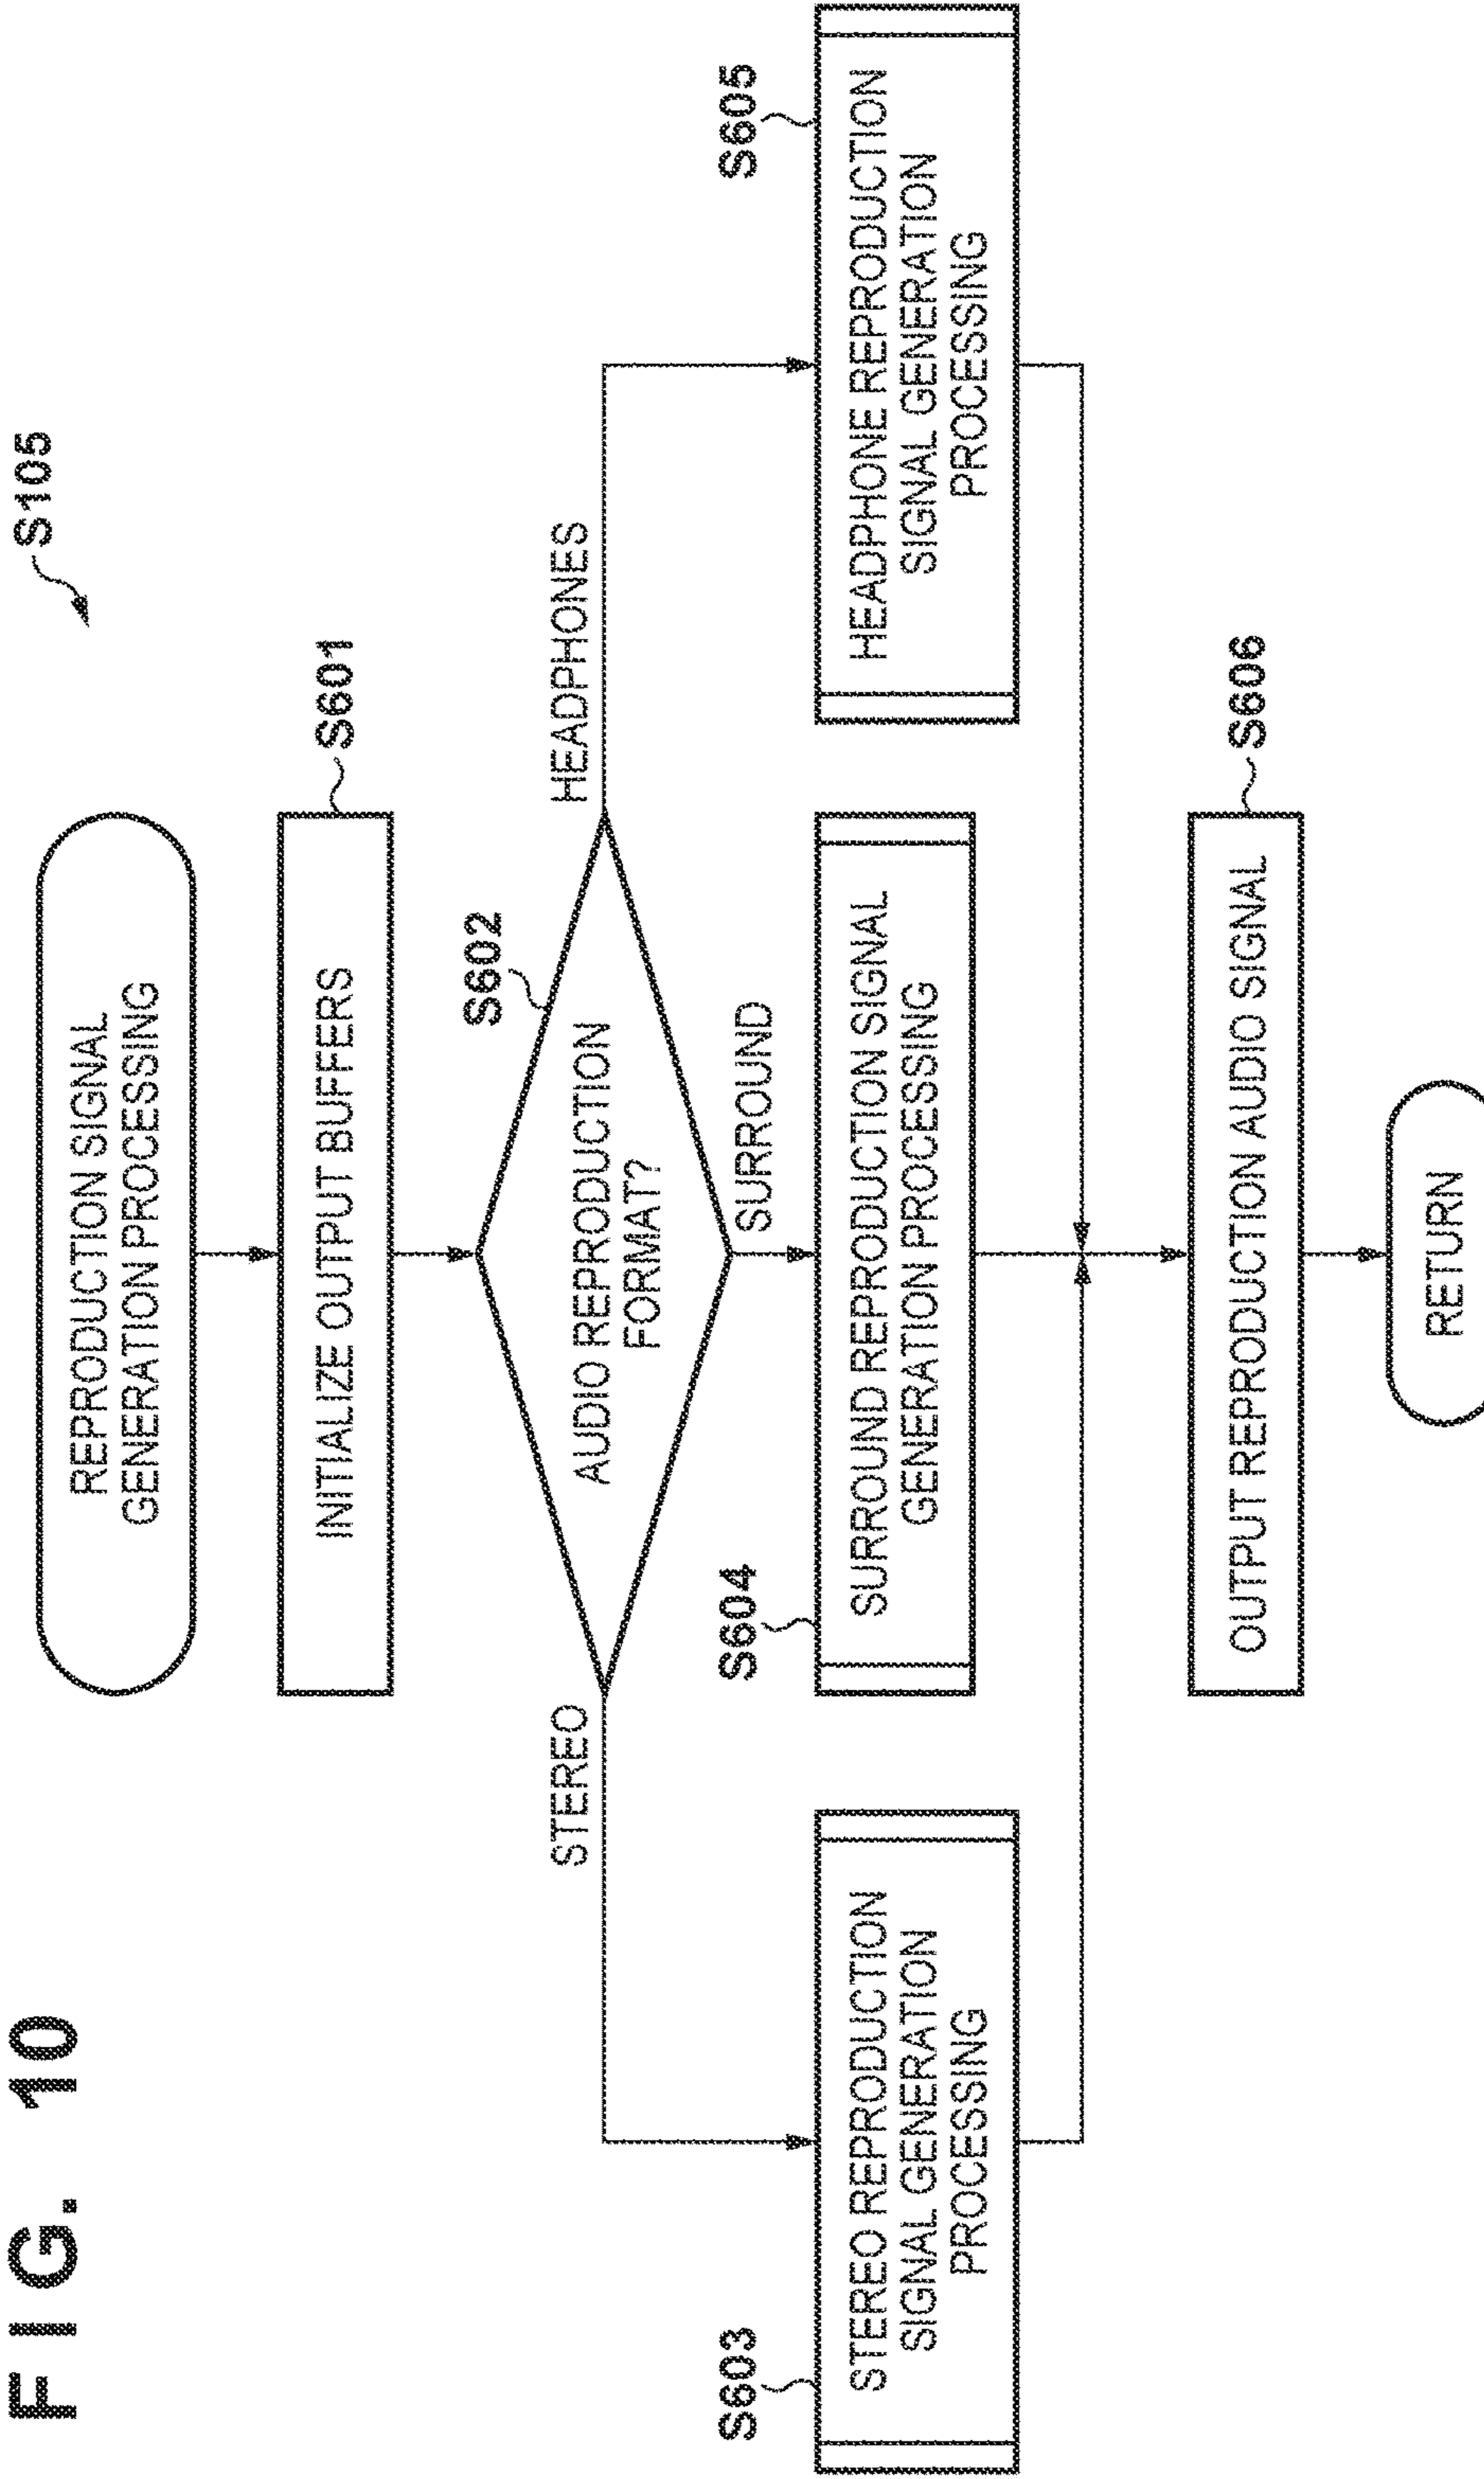 FIG. 10
S105
REPRODUCTION SIGNAL
GENERATION PROCESSING
S601
INITIALIZE OUTPUT BUFFERS
S602
AUDIO REPRODUCTION
FORMAT?
STEREO
HEADPHONES
SURROUND
S603
STEREO REPRODUCTION
SIGNAL GENERATION
PROCESSING
S604
SURROUND REPRODUCTION SIGNAL
GENERATION PROCESSING
S605
HEADPHONE REPRODUCTION
SIGNAL GENERATION
PROCESSING
S606
OUTPUT REPRODUCTION AUDIO SIGNAL
RETURN